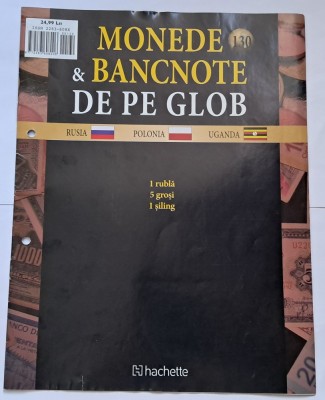 24,99 Lei
MONEDE 130
& BANCNOTE
DE PE GLOB
RUSIA POLONIA UGANDA
1 rublă
5 groși
1 șiling
hachette